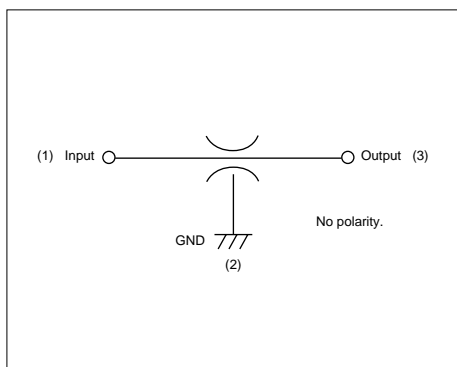 (1) Input Output (3)
No polarity.
GND
(2)